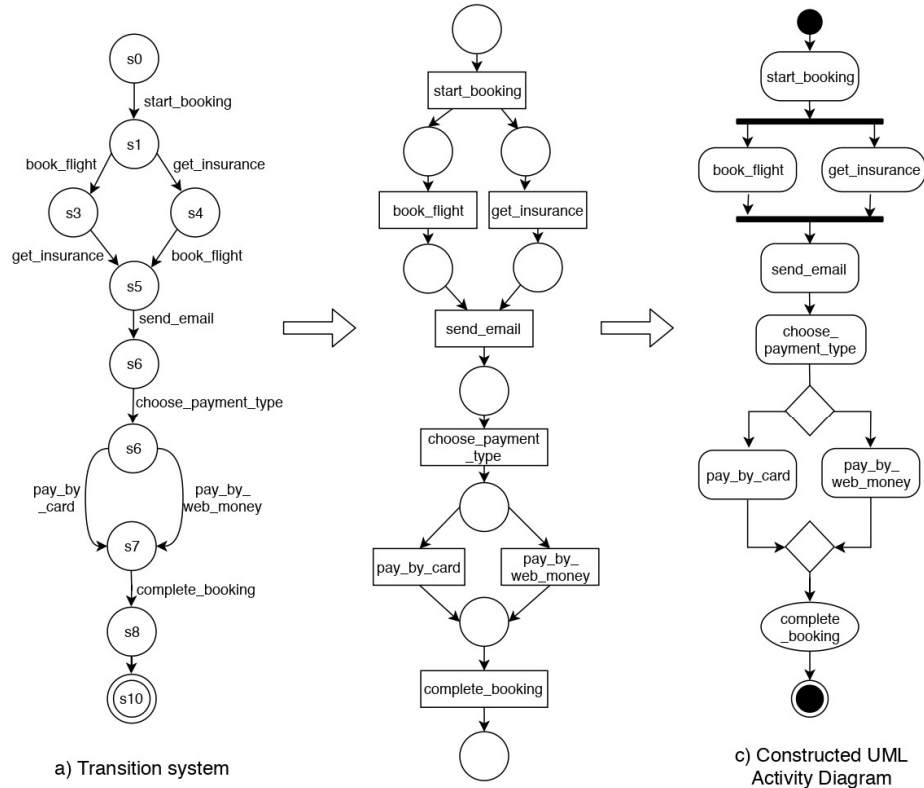 s0
start_booking
s1
book_flight
get_insurance
s3
s4
get_insurance
book_flight
s5
send_email
s6
choose_payment_type
s6
pay_by
_card
pay_by_
web_money
s7
complete_booking
s8
s10
a) Transition system
start_booking
book_flight
get_insurance
send_email
choose_payment
_type
pay_by_card
pay_by_
web_money
complete_booking
start_booking
book_flight
get_insurance
send_email
choose_
payment_type
pay_by_card
pay_by_
web_money
complete
_booking
c) Constructed UML
Activity Diagram